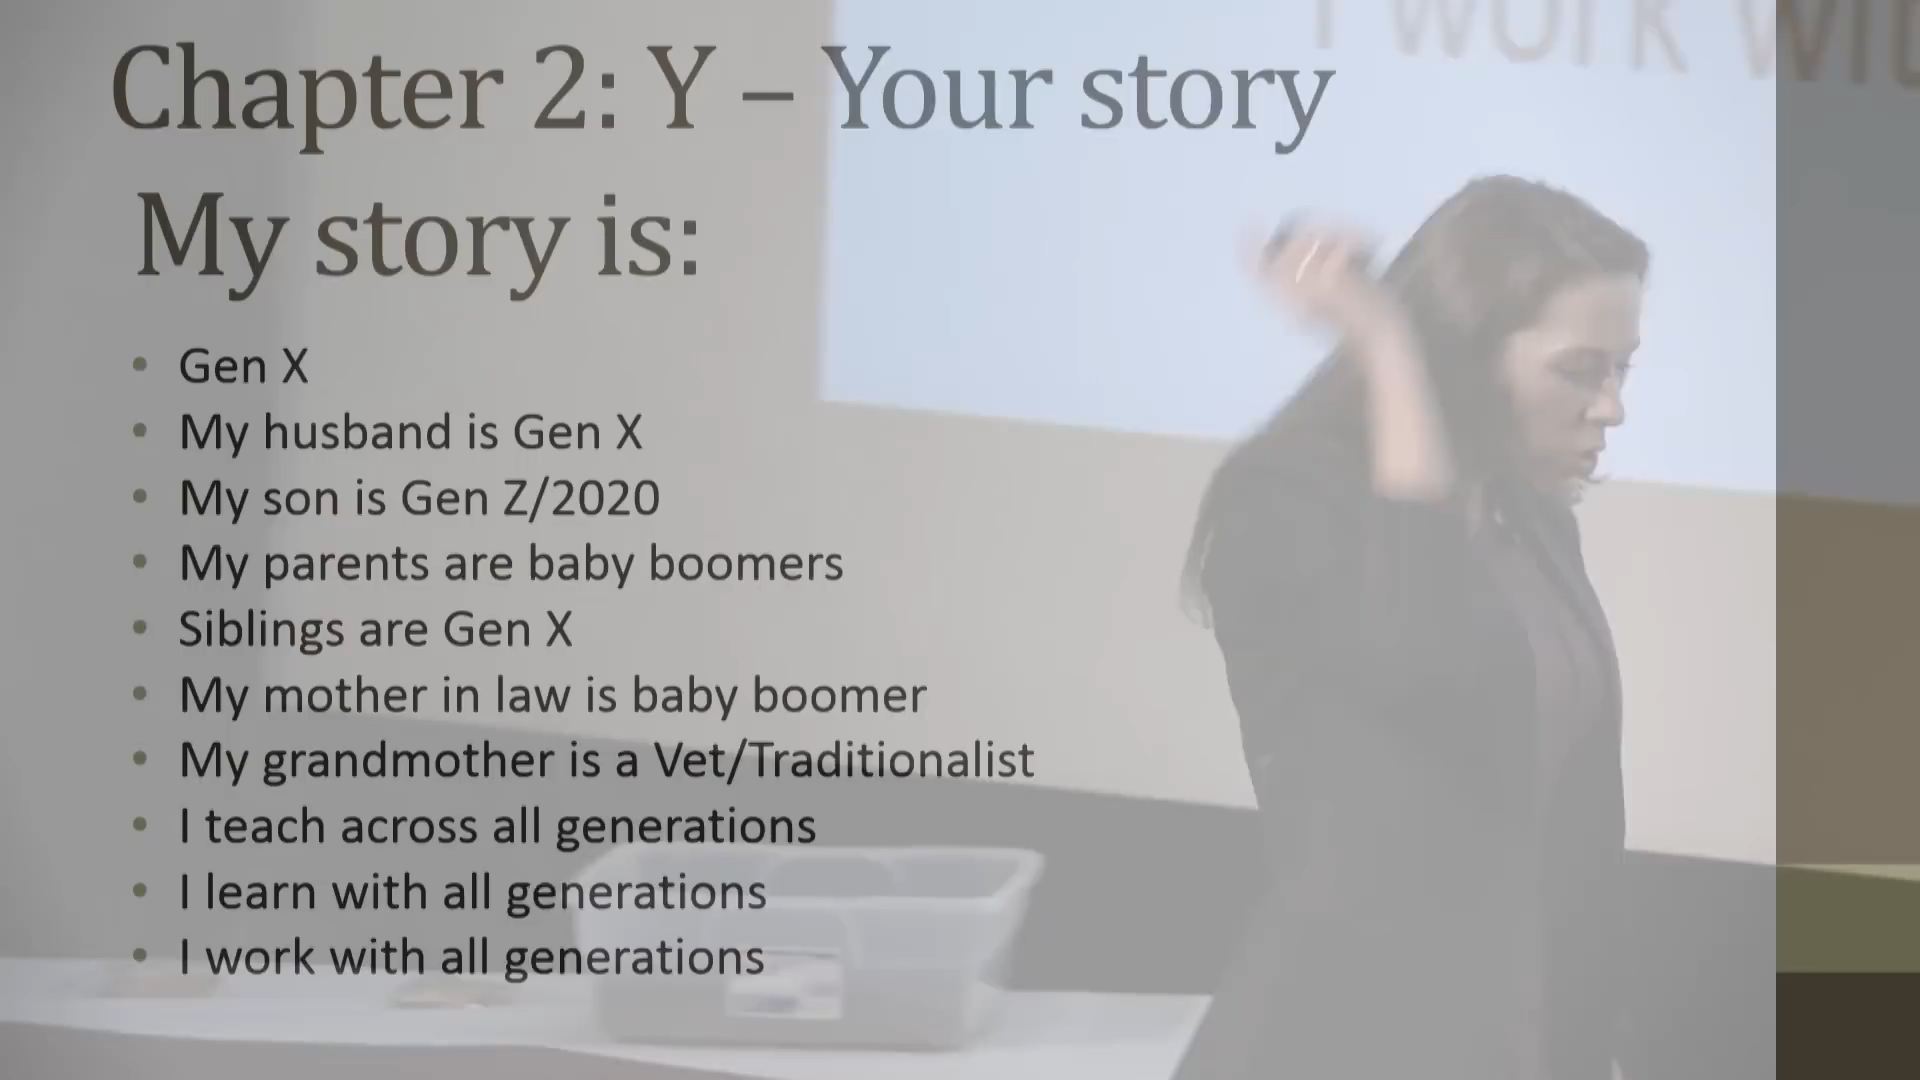 Chapter 2: Y – Your story
My story is:
• Gen X
• My husband is Gen X
• My son is Gen Z/2020
• My parents are baby boomers
• Siblings are Gen X
• My mother in law is baby boomer
• My grandmother is a Vet/Traditionalist
• I teach across all generations
• I learn with all generations
• I work with all generations
I work